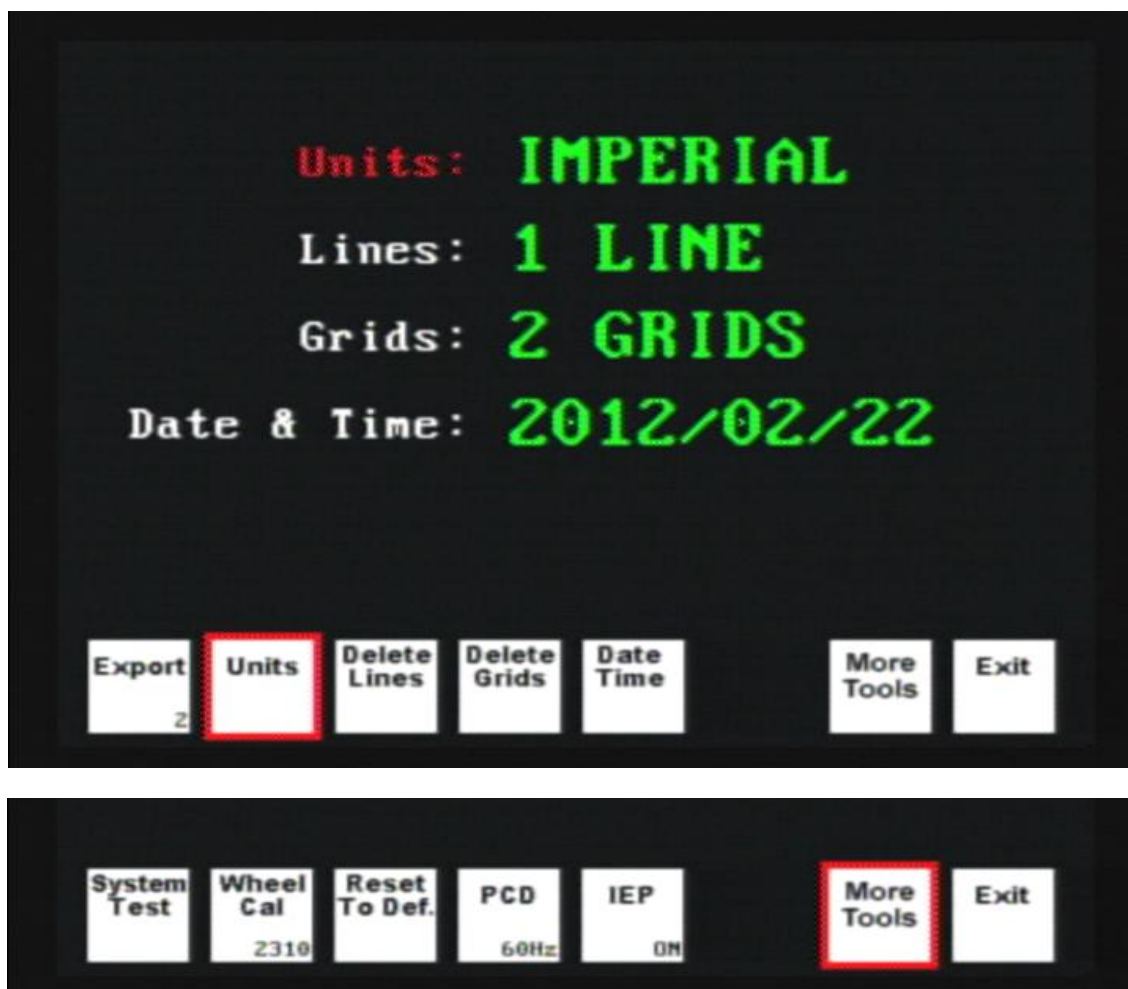 Units: IMPERIAL
Lines: 1 LINE
Grids: 2 GRIDS
Date & Time: 2012/02/22
Export
2
Units
Delete
Lines
Delete
Grids
Date
Time
More
Tools
Exit
System
Test
Wheel
Cal
2310
Reset
To Def.
PCD
60Hz
IEP
ON
More
Tools
Exit